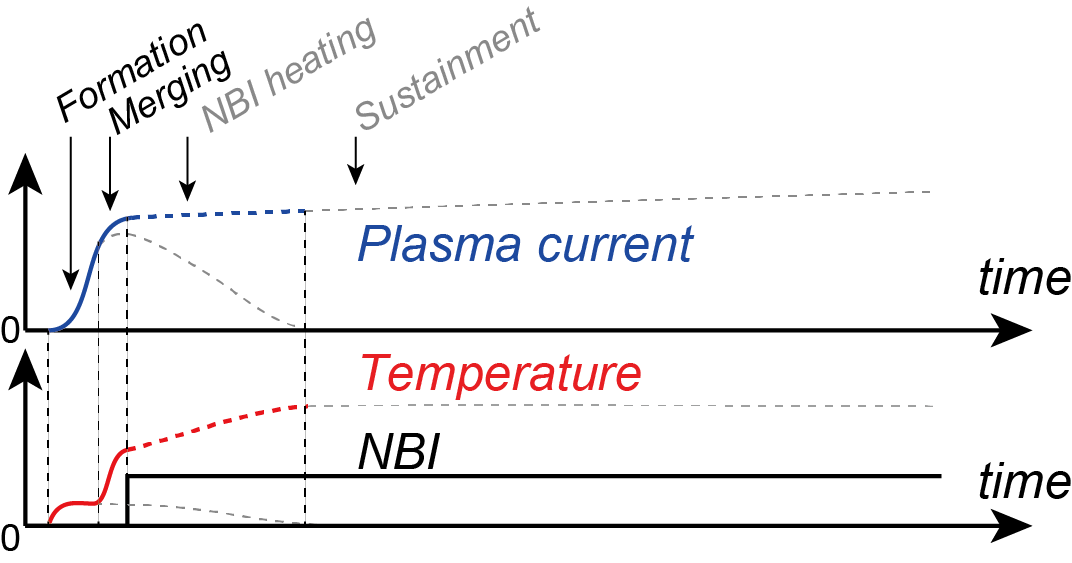 Formation
Merging
NBI heating
Sustainment
Plasma current
time
0
Temperature
NBI
time
0